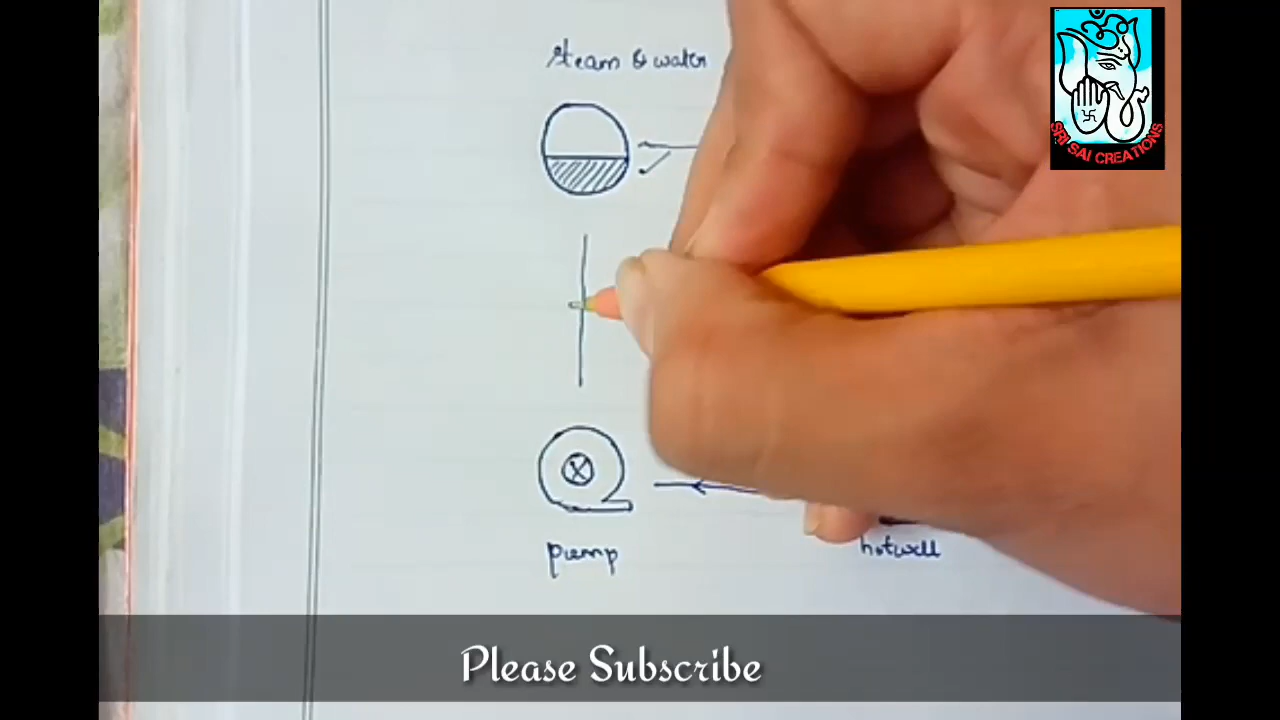 steam & water
pump
hotwell
SRI SAI CREATIONS
Please Subscribe